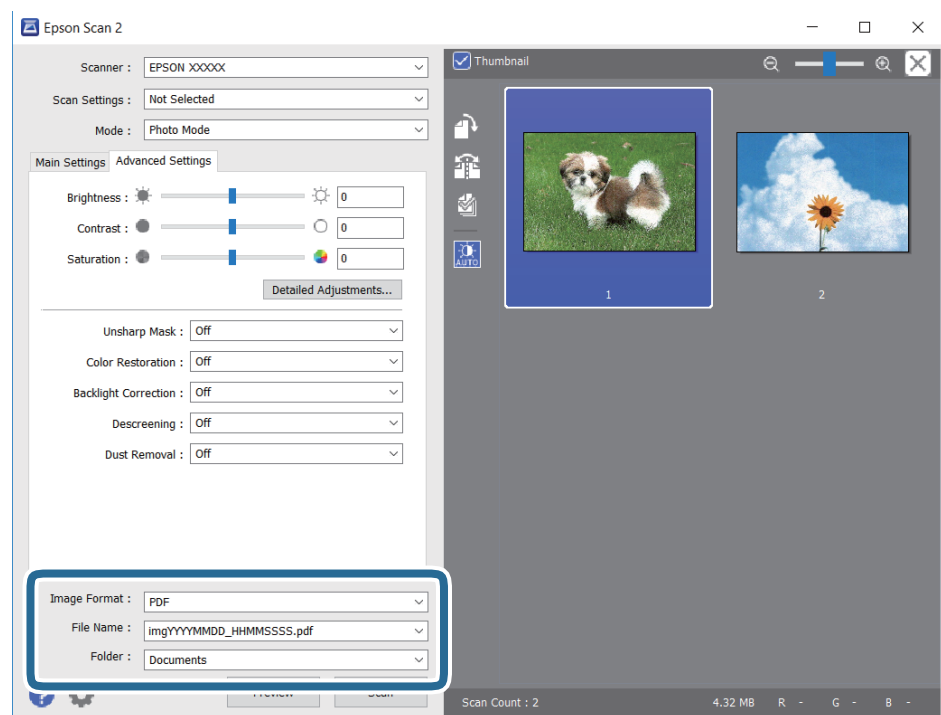 Epson Scan 2
Scanner : EPSON XXXXX
Scan Settings : Not Selected
Mode : Photo Mode
Main Settings Advanced Settings
Brightness : 0
Contrast : 0
Saturation : 0
Detailed Adjustments...
Unsharp Mask : Off
Color Restoration : Off
Backlight Correction : Off
Descreening : Off
Dust Removal : Off
Image Format : PDF
File Name : imgYYYYMMDD_HHMMSSSS.pdf
Folder : Documents
Preview Scan
Thumbnail
AUTO
1
2
Scan Count : 2 4.32 MB R - G - B -